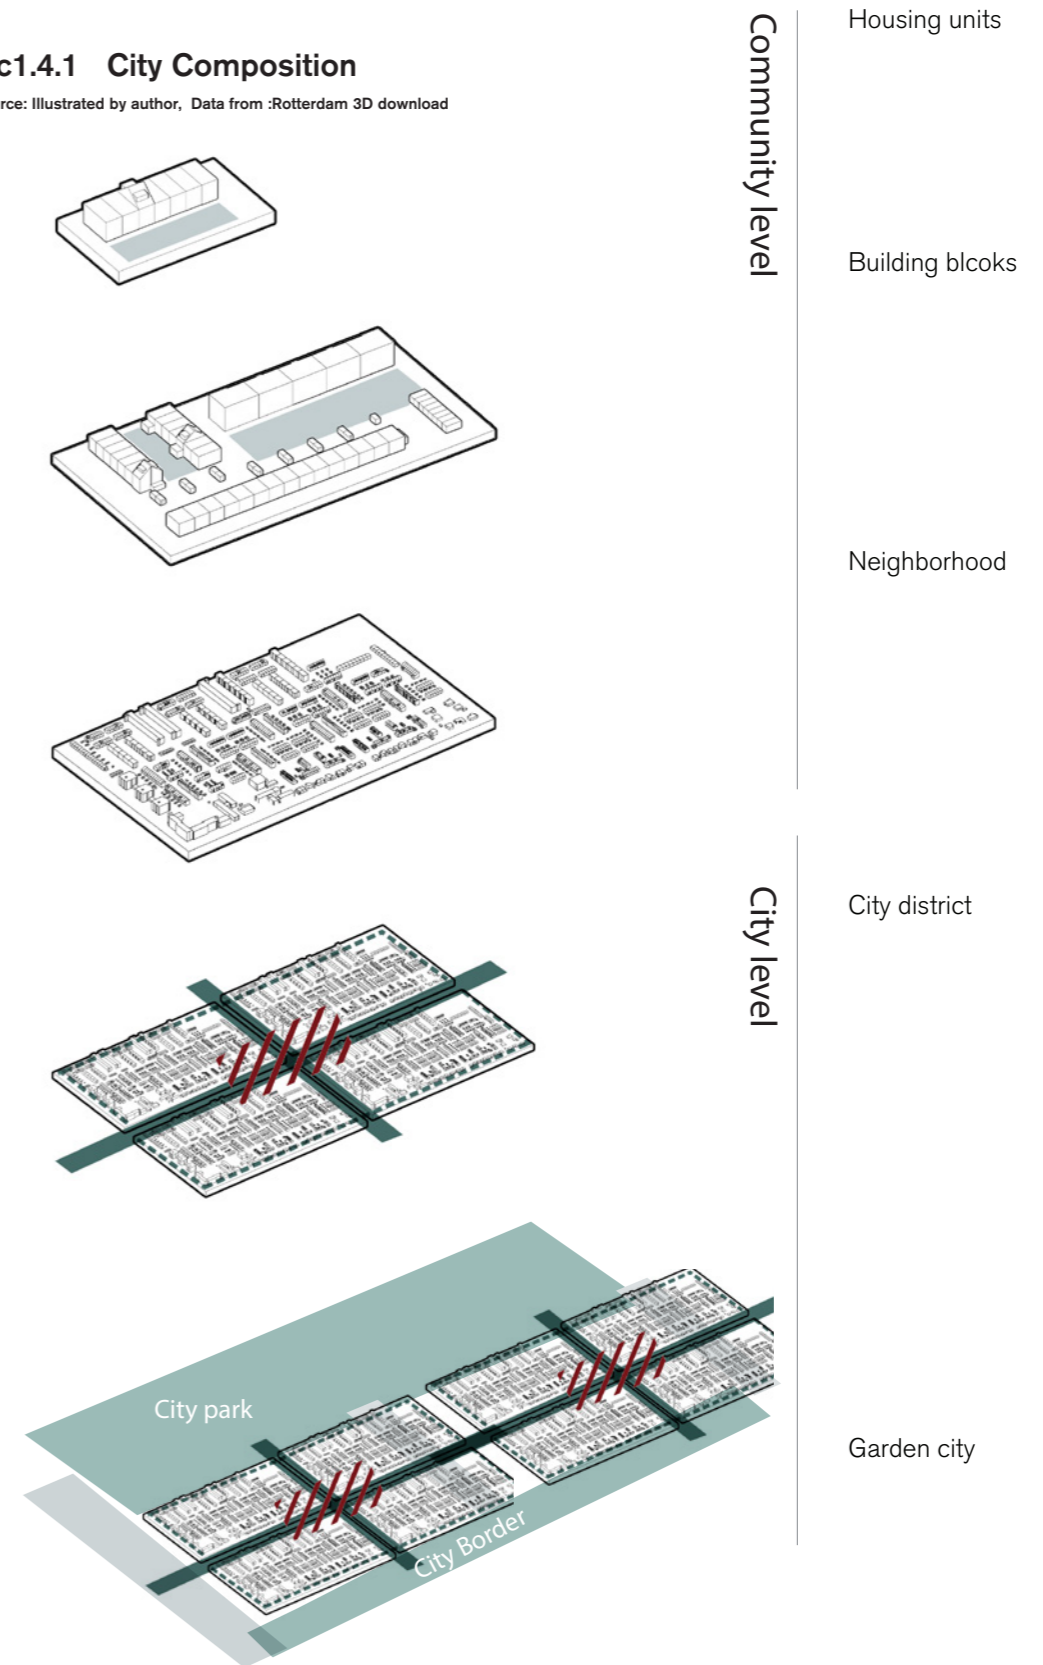 c1.4.1 City Composition
rce: Illustrated by author, Data from :Rotterdam 3D download
Community level
Housing units
Building blcoks
Neighborhood
City level
City district
Garden city
City park
City Border